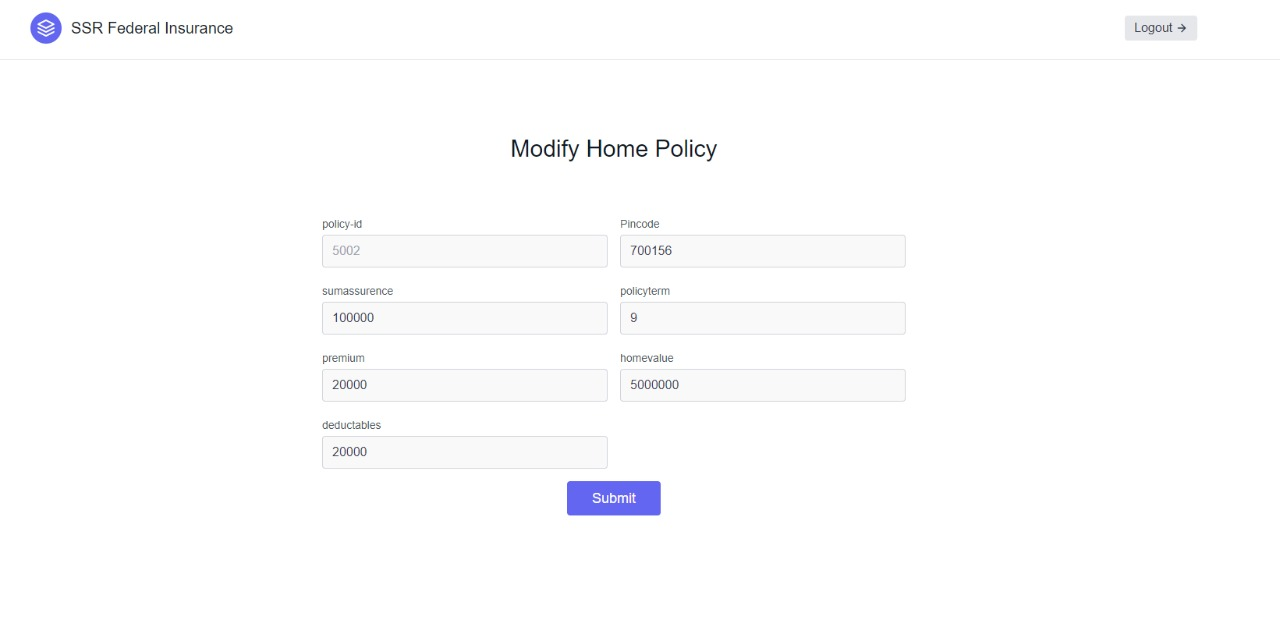 SSR Federal Insurance
Logout →
Modify Home Policy
policy-id
Pincode
5002
700156
sumassurence
policyterm
100000
9
premium
homevalue
20000
5000000
deductables
20000
Submit